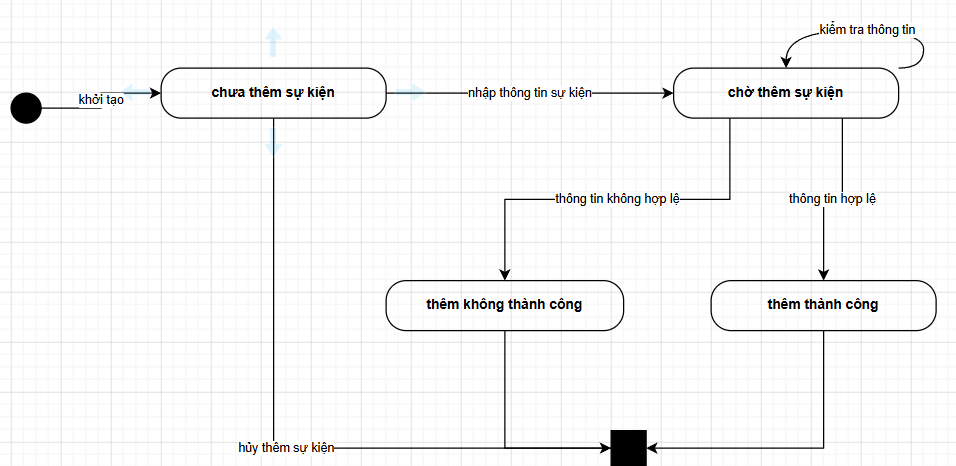 kiểm tra thông tin
khởi tạo
chưa thêm sự kiện
nhập thông tin sự kiện
chờ thêm sự kiện
thông tin không hợp lệ
thông tin hợp lệ
thêm không thành công
thêm thành công
hủy thêm sự kiện